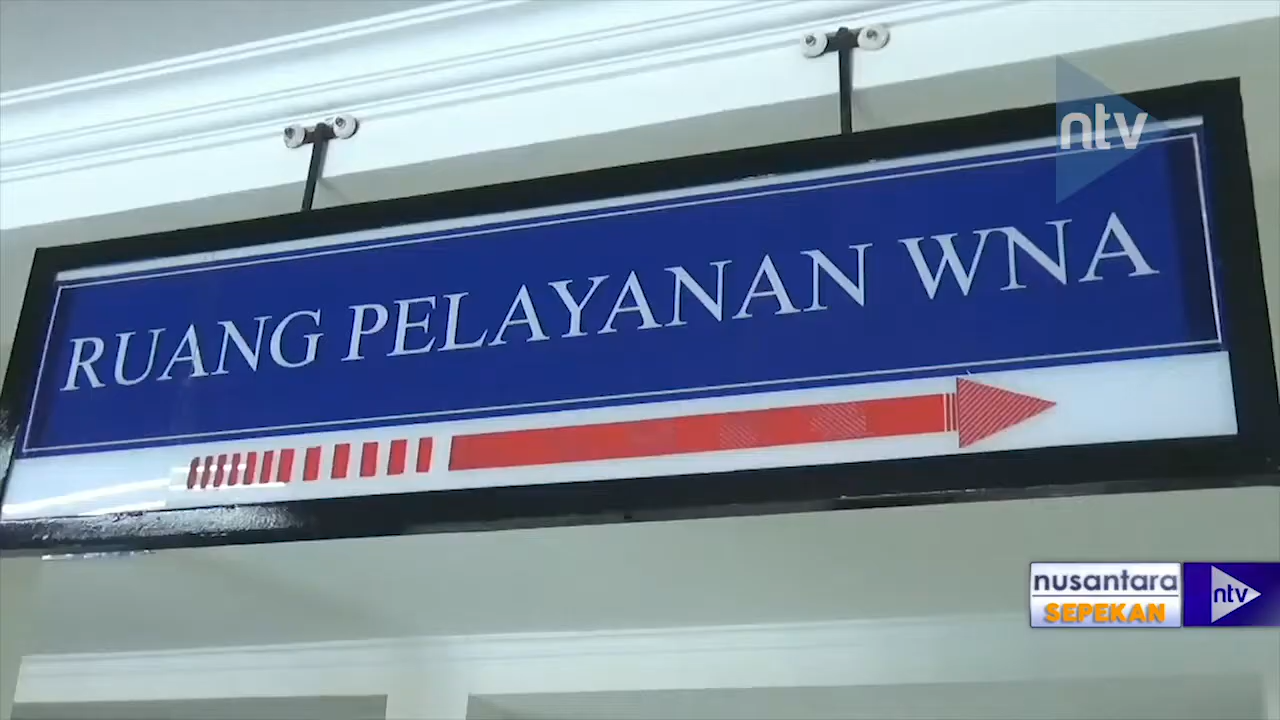 ntv
RUANG PELAYANAN WNA
nusantara
SEPEKAN
ntv